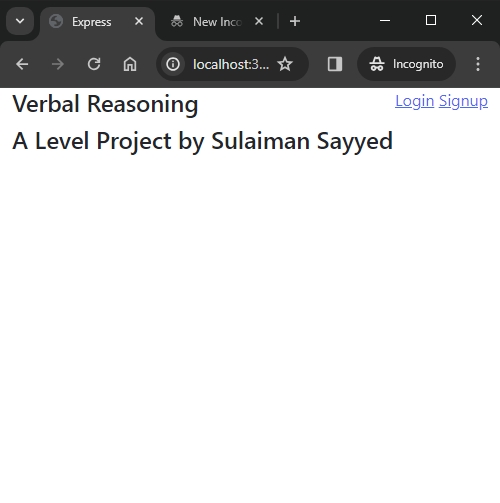 Express
New Inco
localhost:3...
Incognito
Verbal Reasoning
Login Signup
A Level Project by Sulaiman Sayyed